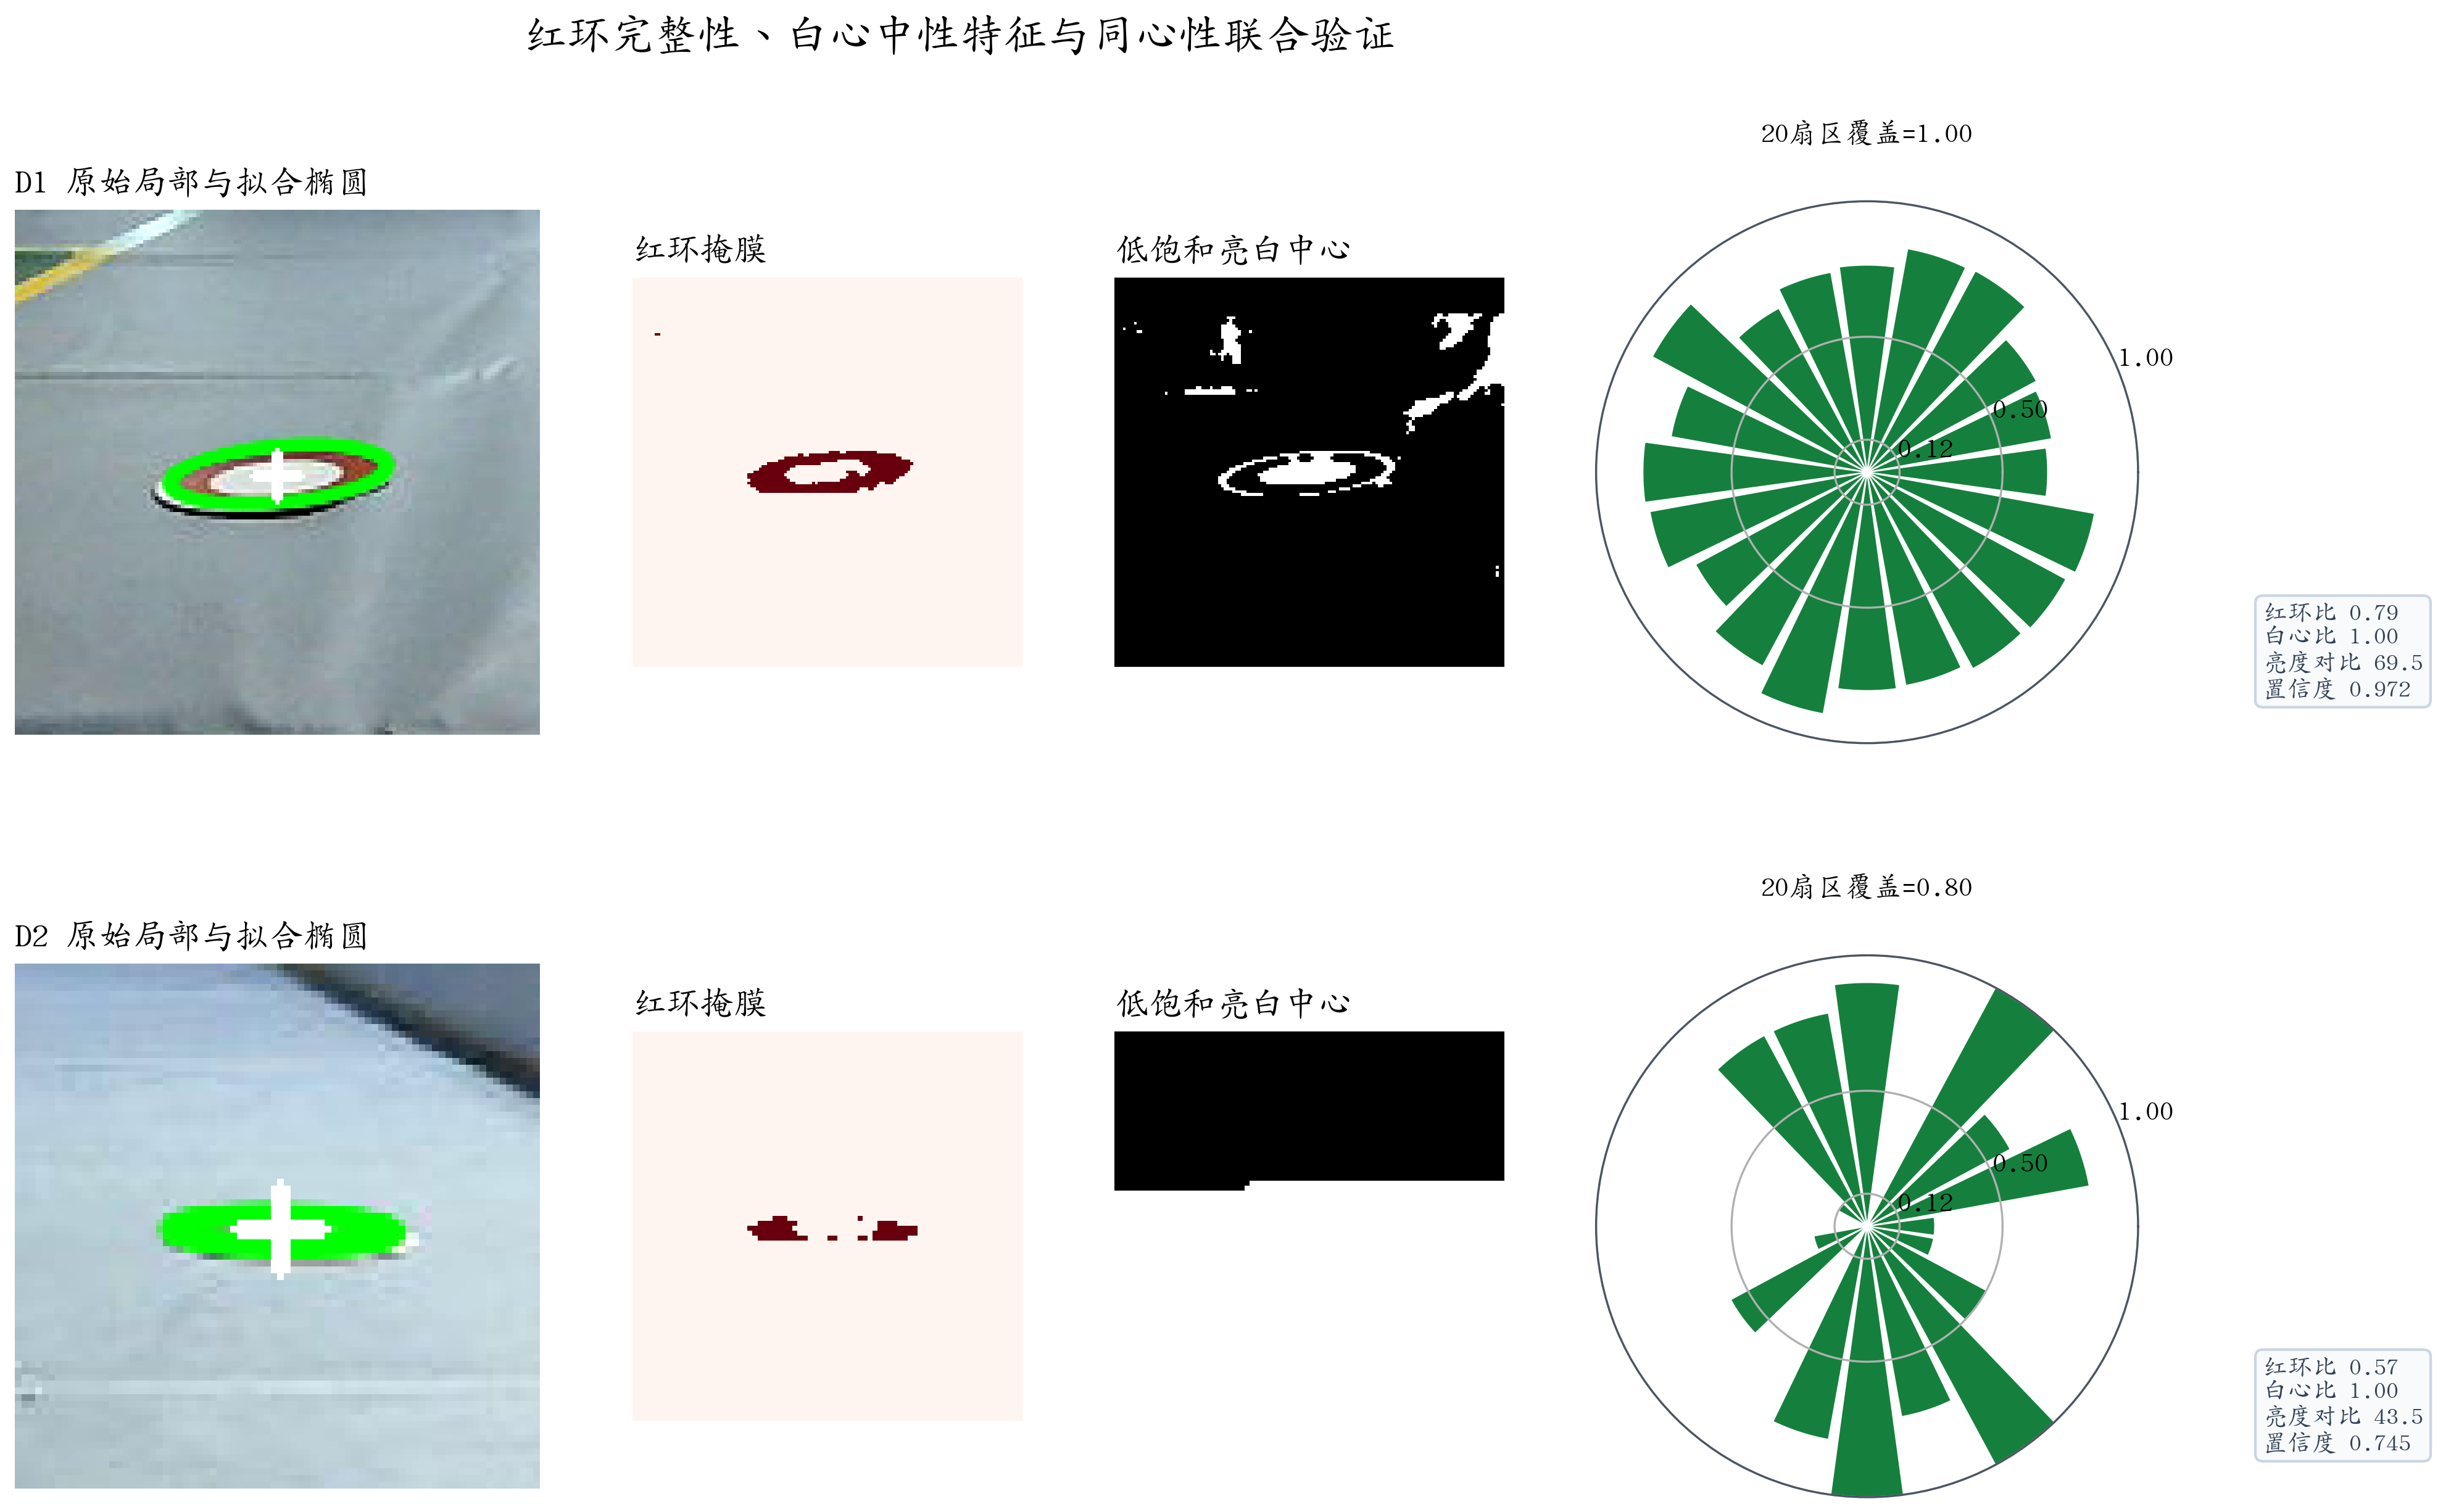 红环完整性、白心中性特征与同心性联合验证
20扇区覆盖=1.00
D1 原始局部与拟合椭圆
红环掩膜
低饱和亮白中心
1.00
0.50
0.12
红环比 0.79
白心比 1.00
亮度对比 69.5
置信度 0.972
20扇区覆盖=0.80
D2 原始局部与拟合椭圆
红环掩膜
低饱和亮白中心
1.00
0.50
0.12
红环比 0.57
白心比 1.00
亮度对比 43.5
置信度 0.745